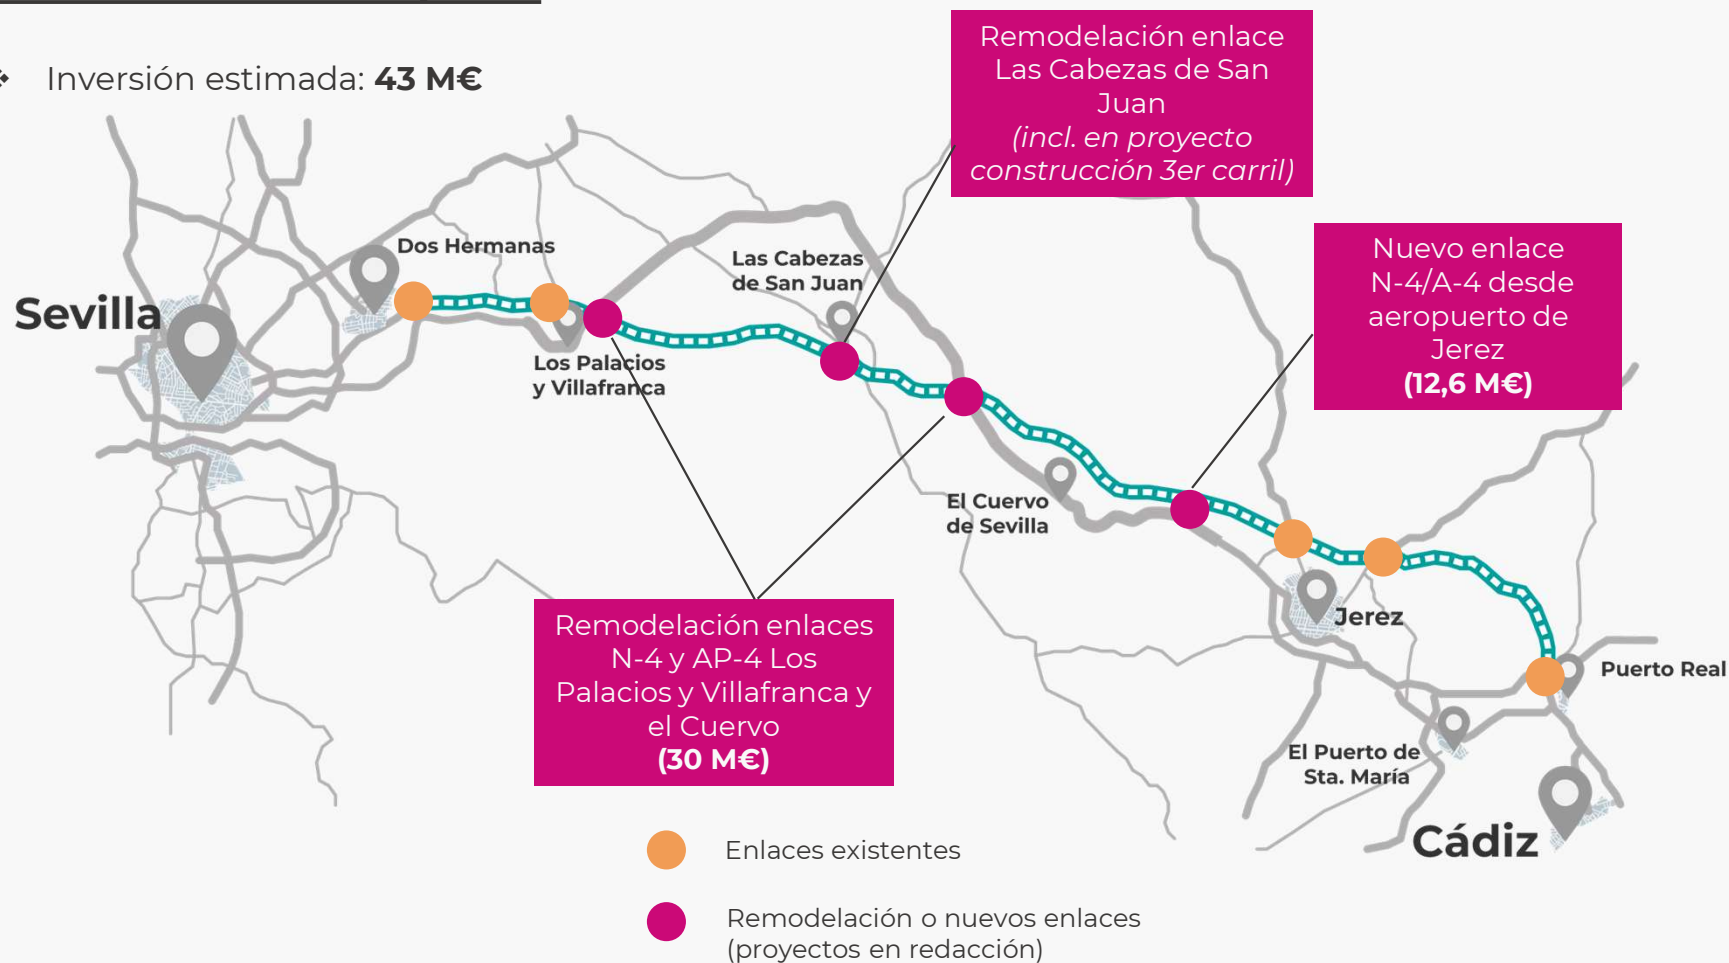 Inversión estimada: 43 M€
Remodelación enlace
Las Cabezas de San
Juan
(incl. en proyecto
construcción 3er carril)
Nuevo enlace
N-4/A-4 desde
aeropuerto de
Jerez
(12,6 M€)
Dos Hermanas
Las Cabezas
de San Juan
Sevilla
Los Palacios
y Villafranca
El Cuervo
de Sevilla
Jerez
Puerto Real
El Puerto de
Sta. María
Cádiz
Remodelación enlaces
N-4 y AP-4 Los
Palacios y Villafranca y
el Cuervo
(30 M€)
Enlaces existentes
Remodelación o nuevos enlaces
(proyectos en redacción)